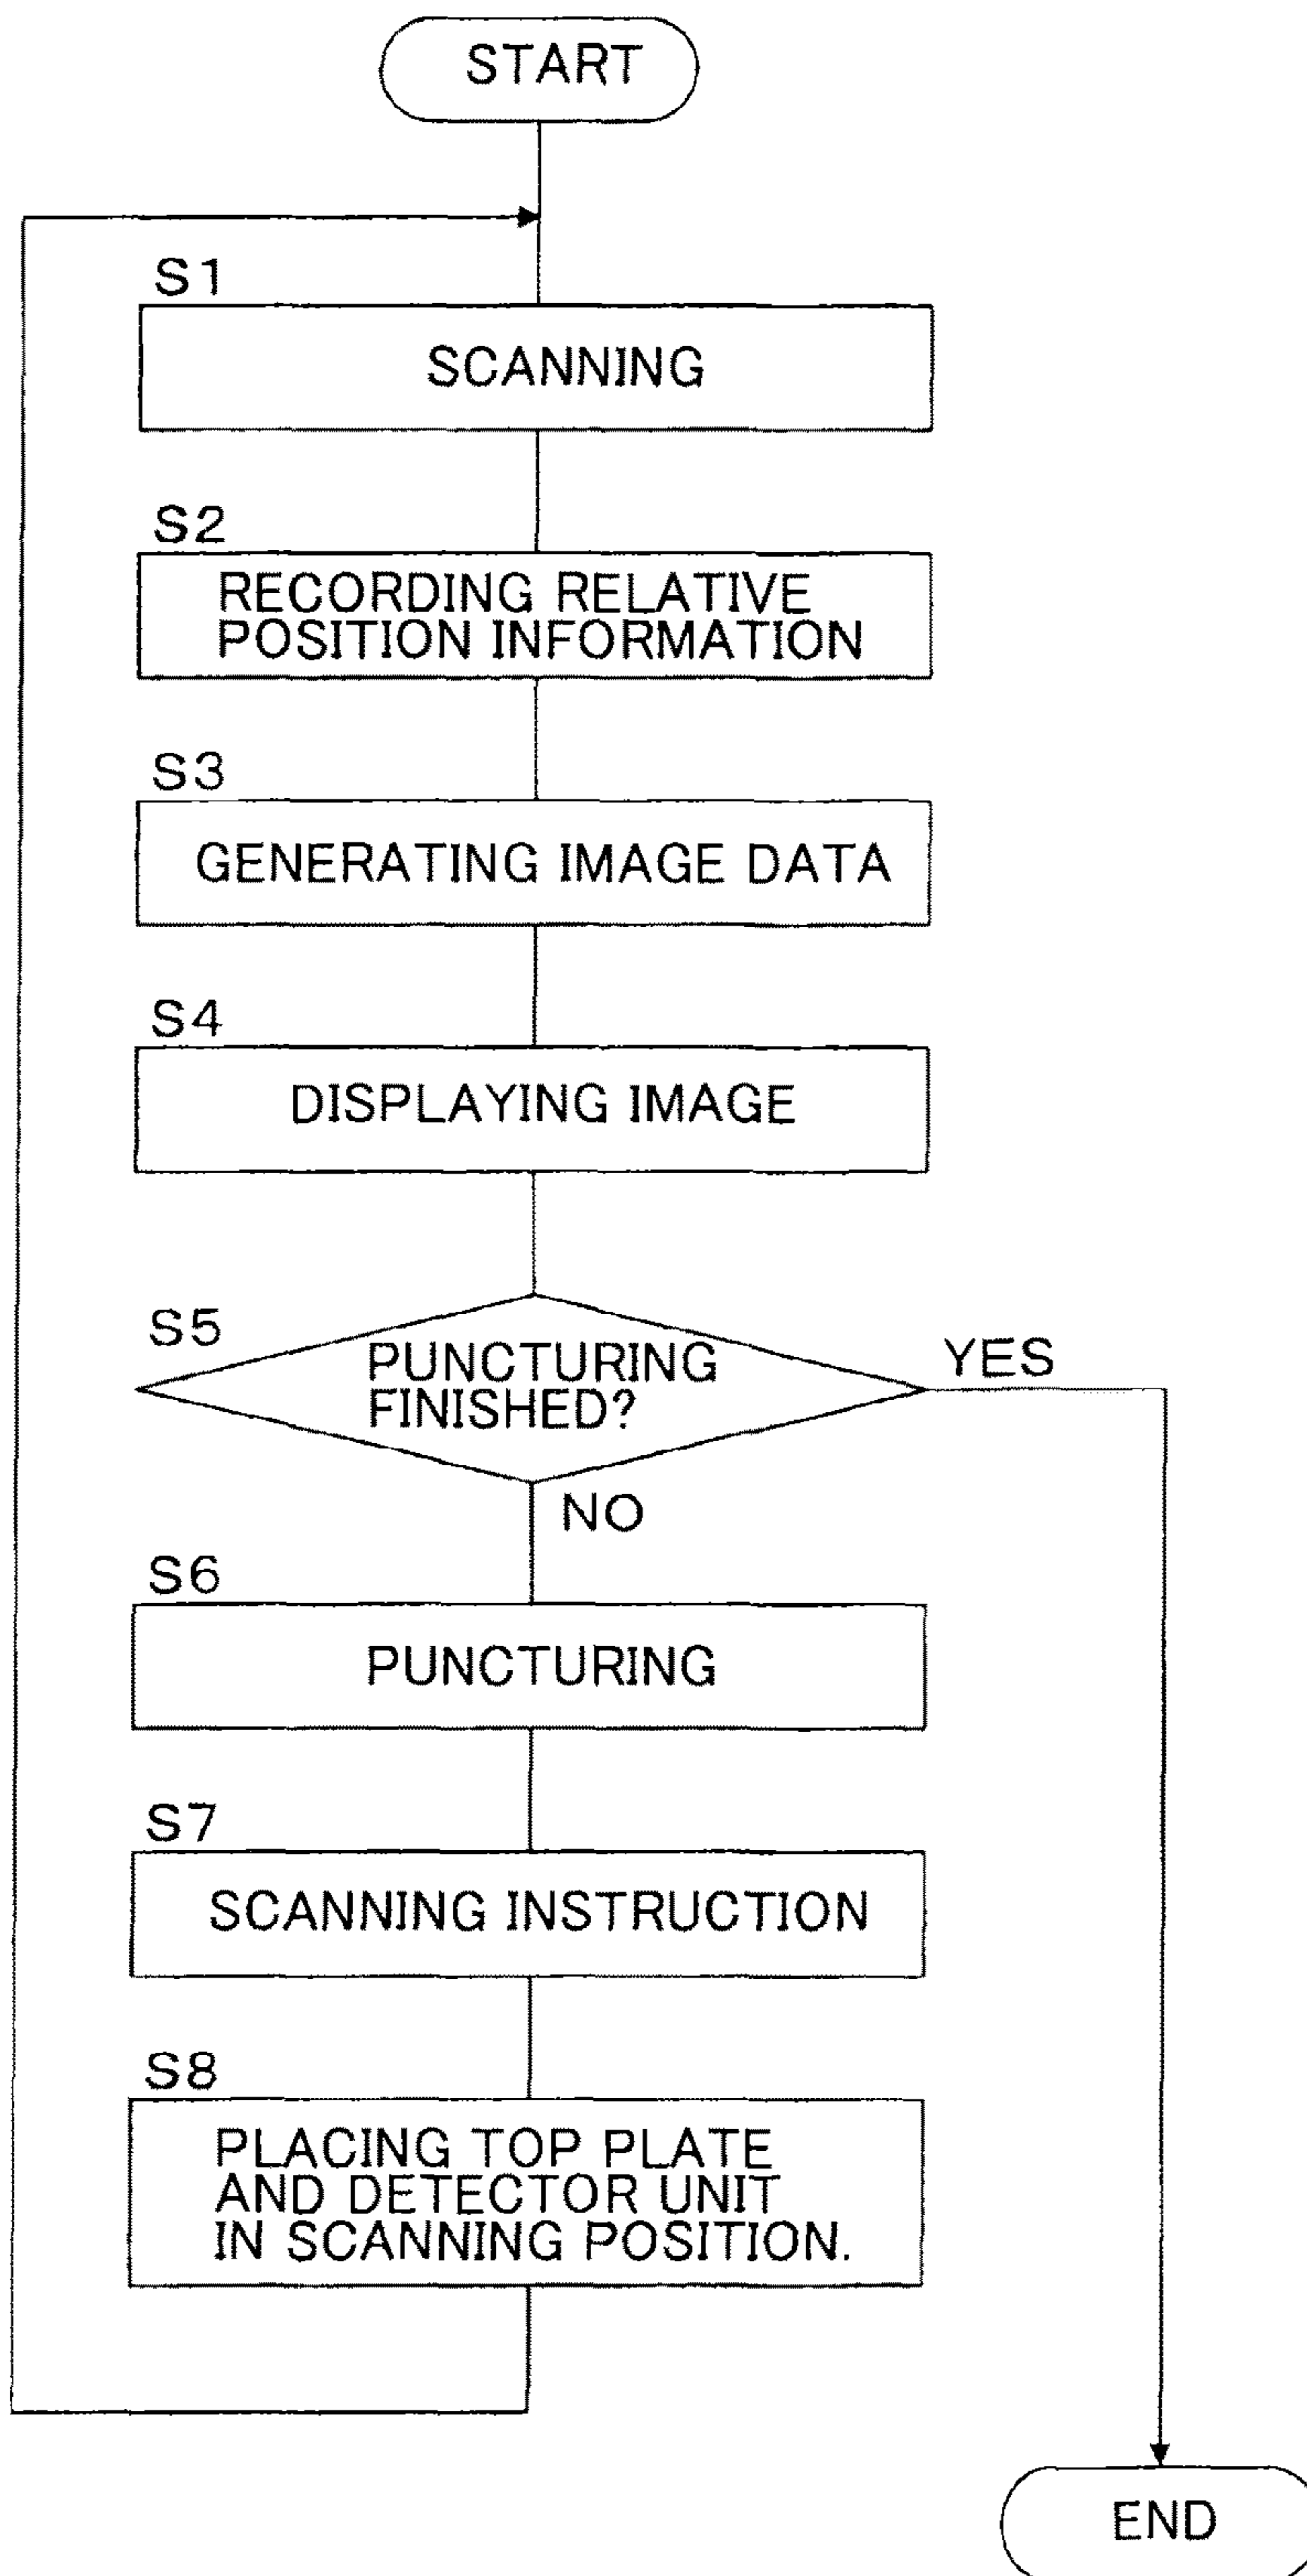 START
S1
SCANNING
S2
RECORDING RELATIVE
POSITION INFORMATION
S3
GENERATING IMAGE DATA
S4
DISPLAYING IMAGE
S5
PUNCTURING
FINISHED?
YES
NO
S6
PUNCTURING
S7
SCANNING INSTRUCTION
S8
PLACING TOP PLATE
AND DETECTOR UNIT
IN SCANNING POSITION.
END